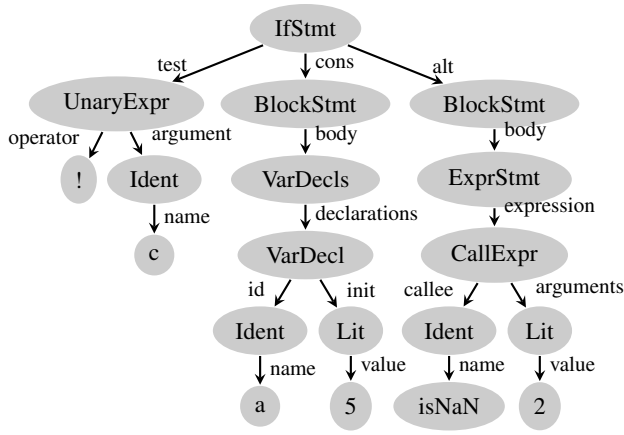 IfStmt
test cons alt
UnaryExpr BlockStmt BlockStmt
operator argument body body
! Ident VarDecls ExprStmt
name declarations expression
c VarDecl CallExpr
id init callee arguments
Ident Lit Ident Lit
name value name value
a 5 isNaN 2